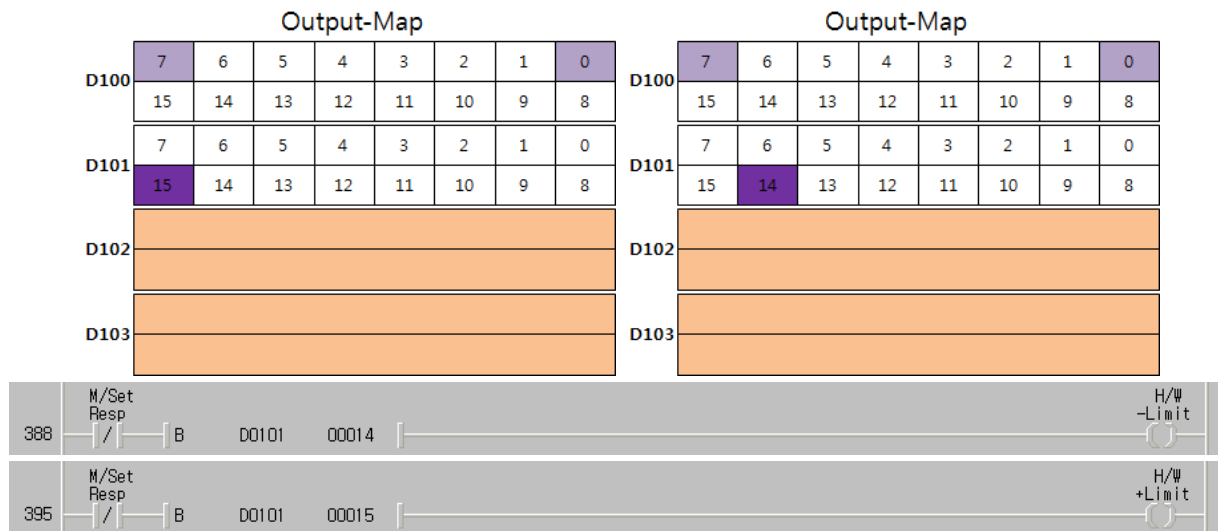 Output-Map Output-Map
D100 7 6 5 4 3 2 1 0 D100 7 6 5 4 3 2 1 0
15 14 13 12 11 10 9 8 15 14 13 12 11 10 9 8
D101 7 6 5 4 3 2 1 0 D101 7 6 5 4 3 2 1 0
15 14 13 12 11 10 9 8 15 14 13 12 11 10 9 8
D102 D102
D103 D103
M/Set H/W
Resp -Limit
388 / B D0101 00014
M/Set H/W
Resp +Limit
395 / B D0101 00015